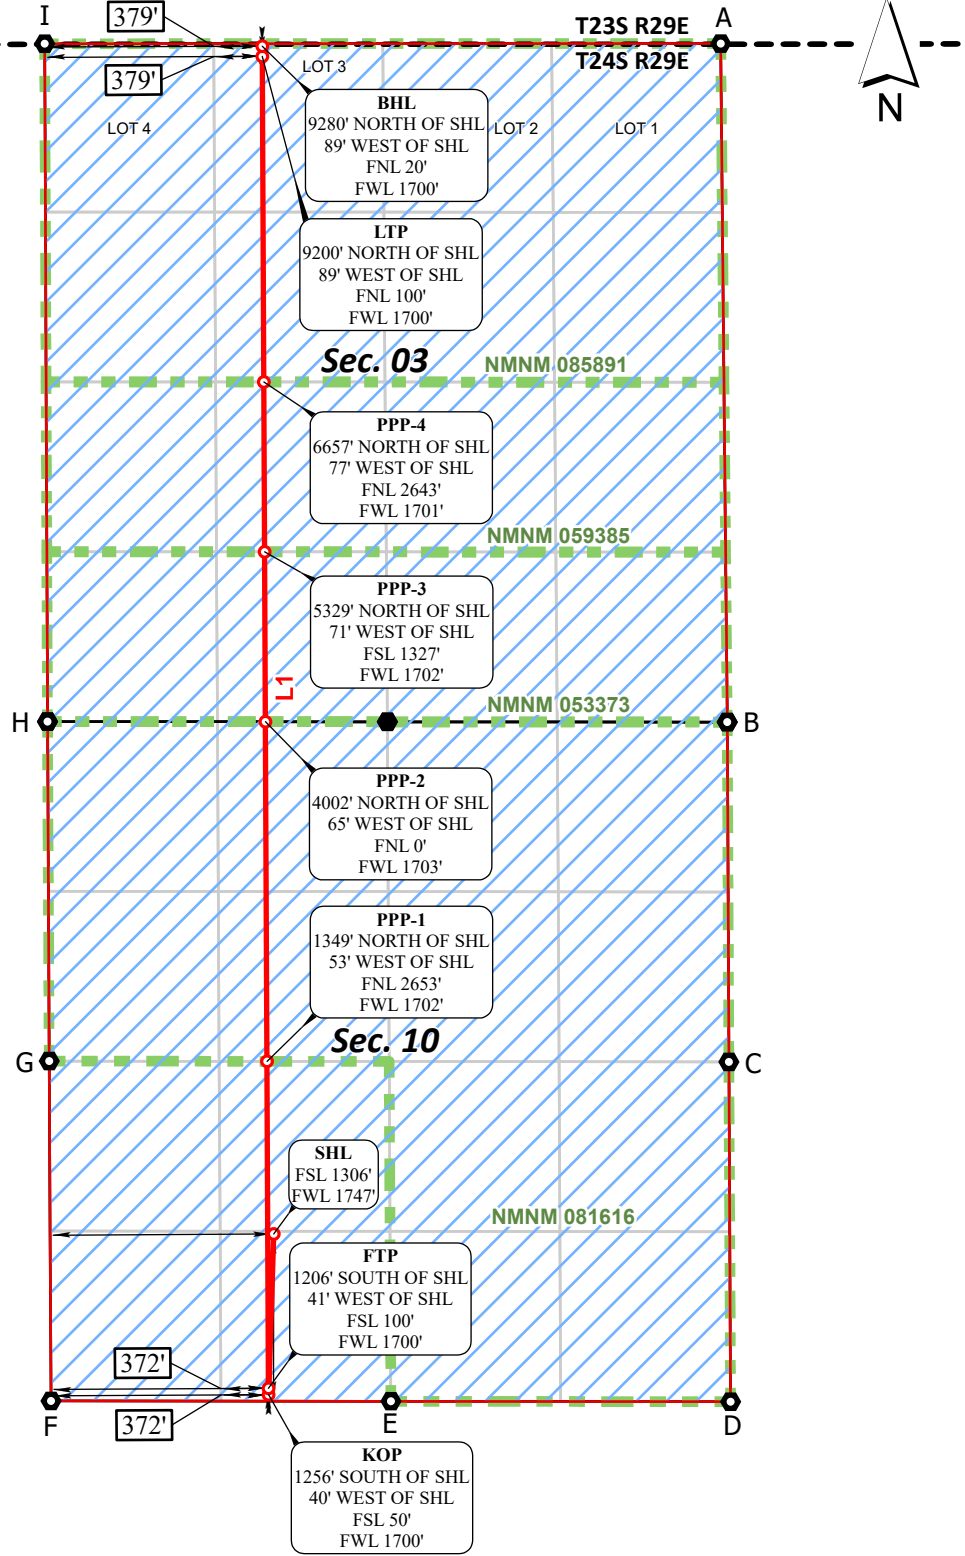 I
379'
T23S R29E
A
379'
LOT 3
T24S R29E
N
LOT 4
BHL
9280' NORTH OF SHL
89' WEST OF SHL
FNL 20'
FWL 1700'
LOT 2
LOT 1
LTP
9200' NORTH OF SHL
89' WEST OF SHL
FNL 100'
FWL 1700'
Sec. 03
NMNM 085891
PPP-4
6657' NORTH OF SHL
77' WEST OF SHL
FNL 2643'
FWL 1701'
NMNM 059385
PPP-3
5329' NORTH OF SHL
71' WEST OF SHL
FSL 1327'
FWL 1702'
L1
NMNM 053373
H
B
PPP-2
4002' NORTH OF SHL
65' WEST OF SHL
FNL 0'
FWL 1703'
PPP-1
1349' NORTH OF SHL
53' WEST OF SHL
FNL 2653'
FWL 1702'
Sec. 10
G
C
SHL
FSL 1306'
FWL 1747'
NMNM 081616
FTP
1206' SOUTH OF SHL
41' WEST OF SHL
FSL 100'
FWL 1700'
372'
372'
F
E
D
KOP
1256' SOUTH OF SHL
40' WEST OF SHL
FSL 50'
FWL 1700'